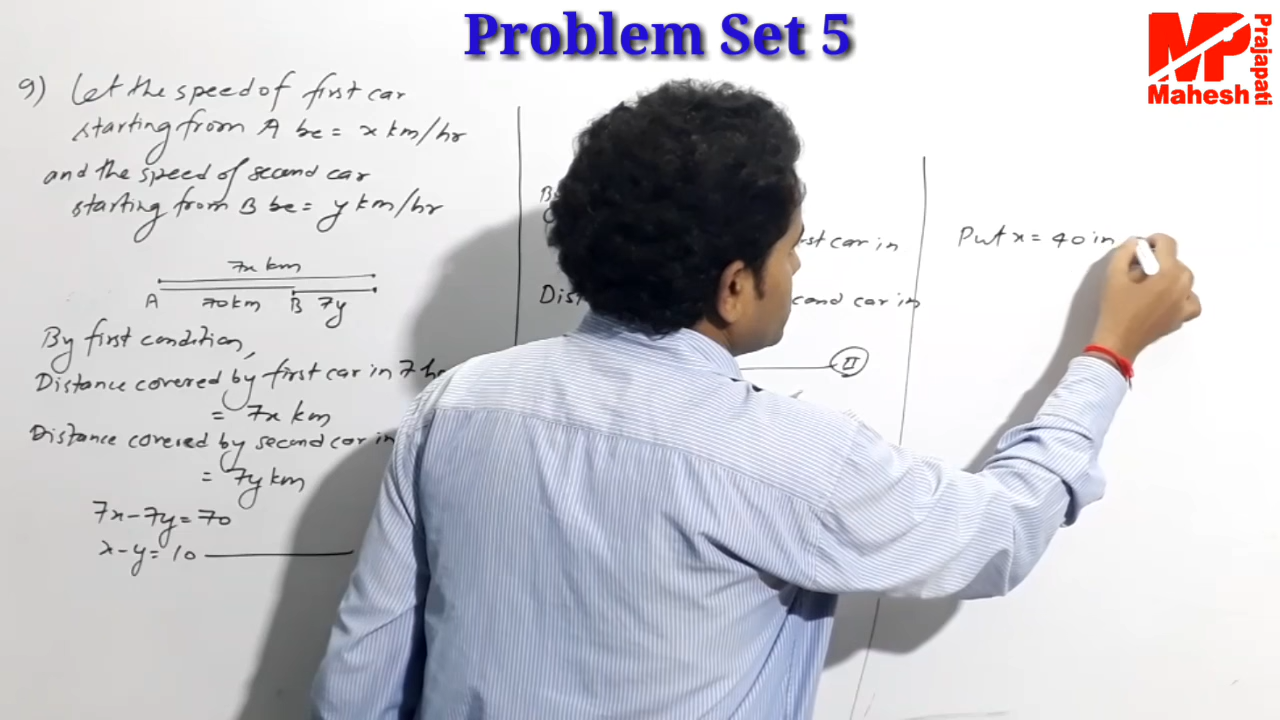 Problem Set 5
MP
Mahesh
Prajapati
9) Let the speed of first car
starting from A be = x km/hr
and the speed of second car
starting from B be = y km/hr
7x km
A 70km B 7y
By first condition,
Distance covered by first car in 7 hr
= 7x km
Distance covered by second car in
= 7y km
7x-7y=70
x-y=10
car in
cond car in
II
Put x = 40 in